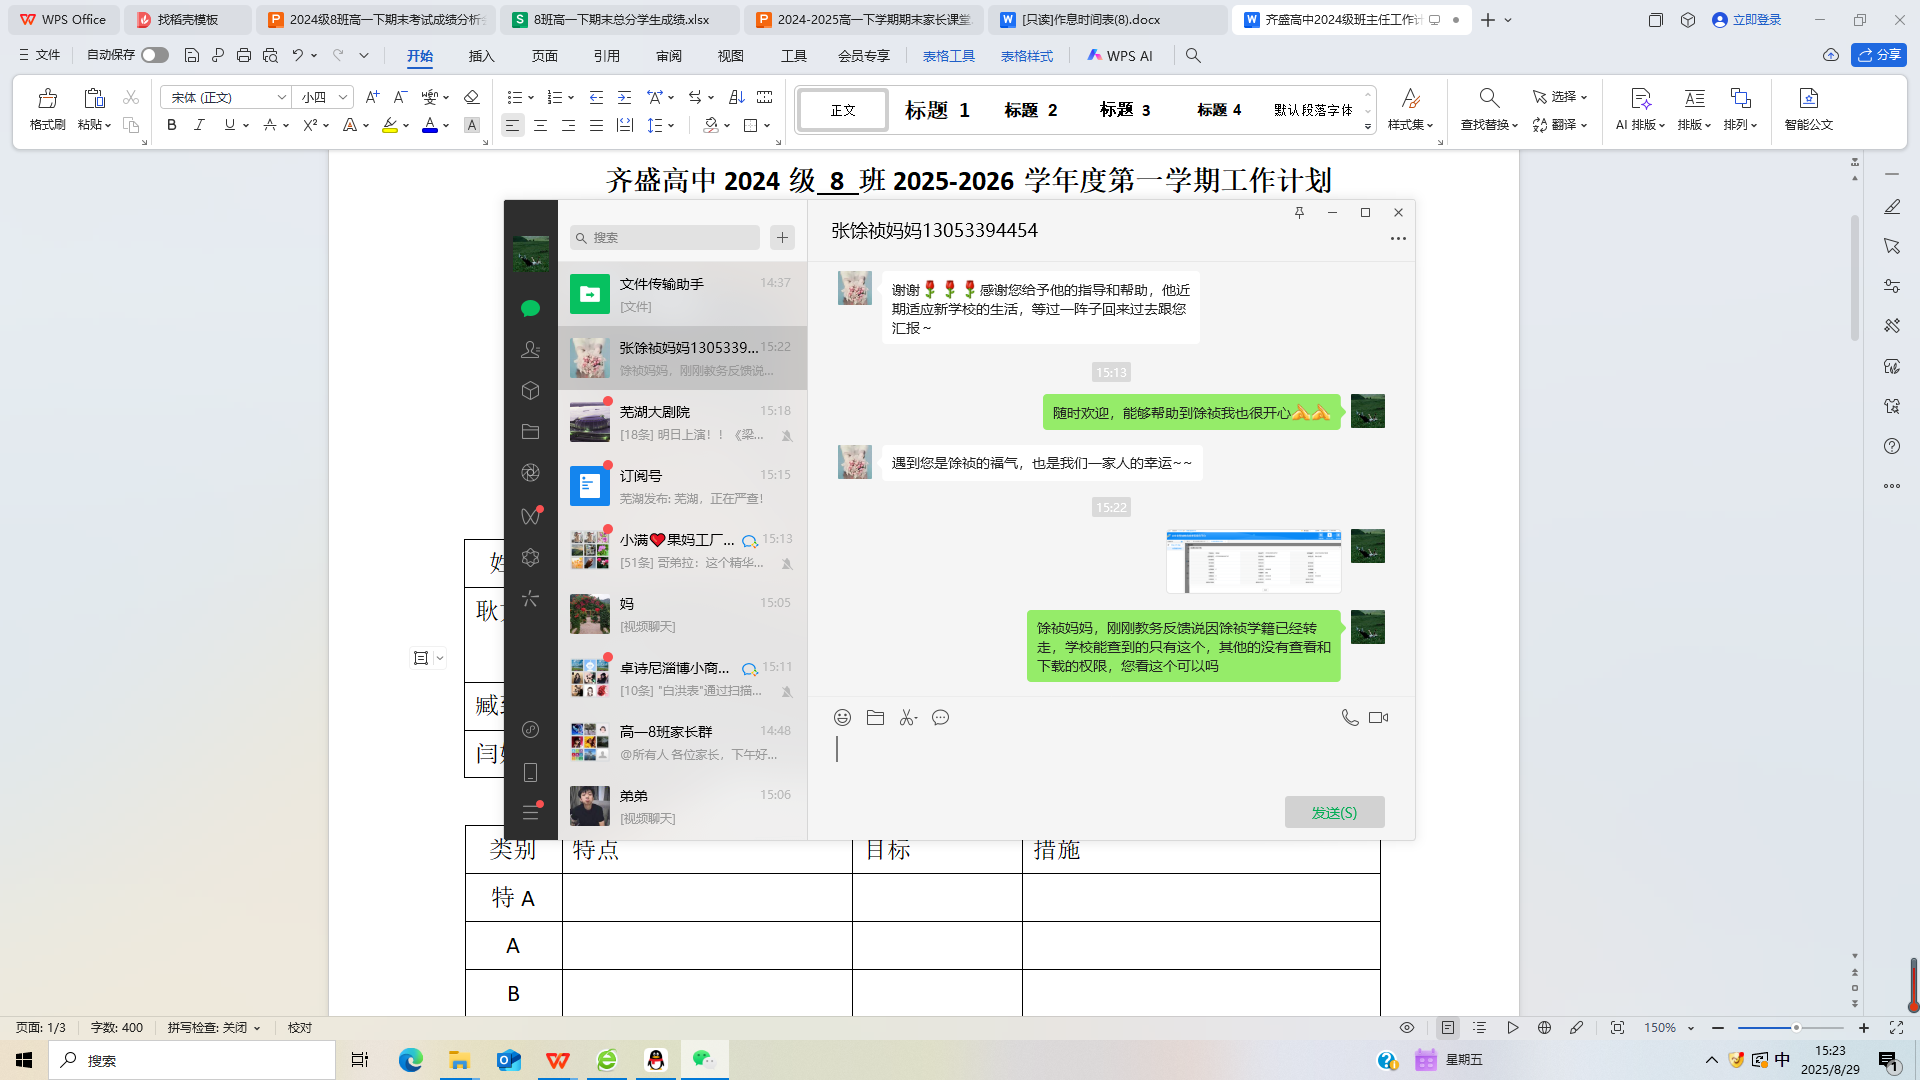 WPS Office
找稻壳模板
2024级8班高一下期末考试成绩分析
8班高一下期末总分学生成绩.xlsx
2024-2025高一下学期期末家长课堂
[只读]作息时间表(8).docx
齐盛高中2024级班主任工作计
立即登录
文件
自动保存
开始
插入
页面
引用
审阅
视图
工具
会员专享
表格工具
表格样式
WPS AI
分享
格式刷
粘贴
宋体 (正文)
小四
正文
标题 1
标题 2
标题 3
标题 4
默认段落字体
样式集
查找替换
选择
翻译
AI 排版
排版
排列
智能公文
齐盛高中 2024 级 8 班 2025-2026 学年度第一学期工作计划
耿
臧
闫
类别
特点
目标
措施
特 A
A
B
搜索
文件传输助手
14:37
[文件]
张馀祯妈妈1305339...
15:22
馀祯妈妈，刚刚教务反馈说...
芜湖大剧院
15:18
[18条] 明日上演！！《梁...
订阅号
15:15
芜湖发布: 芜湖，正在严查!
小满❤果妈工厂...
15:13
[51条] 哥弟拉：这个精华...
妈
15:05
[视频聊天]
卓诗尼淄博小商...
15:11
[10条] "白洪表"通过扫描...
高一8班家长群
14:48
@所有人 各位家长，下午好...
弟弟
15:06
[视频聊天]
张馀祯妈妈13053394454
谢谢🌹🌹🌹感谢您给予他的指导和帮助，他近
期适应新学校的生活，等过一阵子回来过去跟您
汇报～
15:13
随时欢迎，能够帮助到馀祯我也很开心
遇到您是馀祯的福气，也是我们一家人的幸运~~
15:22
馀祯妈妈，刚刚教务反馈说因馀祯学籍已经转
走，学校能查到的只有这个，其他的没有查看和
下载的权限，您看这个可以吗
发送(S)
页面: 1/3
字数: 400
拼写检查: 关闭
校对
150%
搜索
星期五
中
15:23
2025/8/29
1